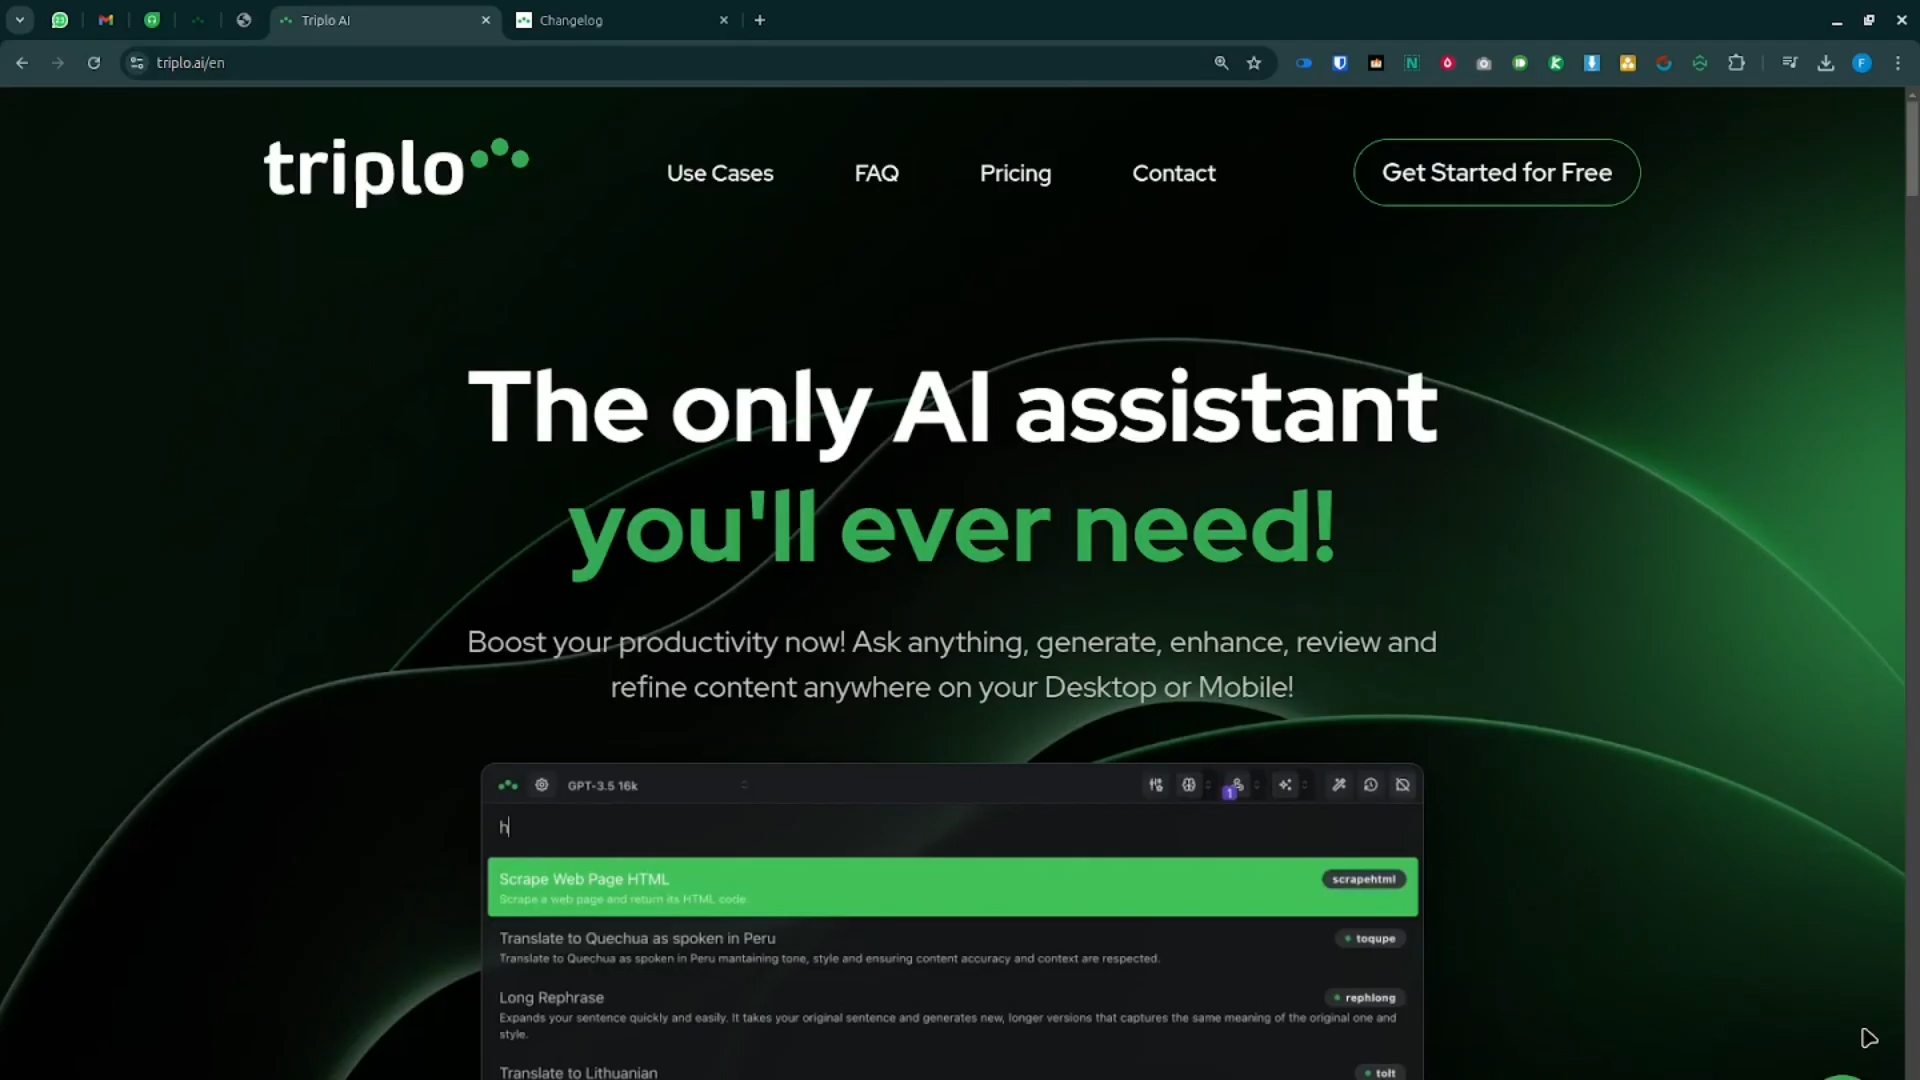 Triplo AI
Changelog
triplo.ai/en
triplo
Use Cases
FAQ
Pricing
Contact
Get Started for Free
The only AI assistant
you'll ever need!
Boost your productivity now! Ask anything, generate, enhance, review and
refine content anywhere on your Desktop or Mobile!
GPT-3.5 16k
1
h
Scrape Web Page HTML
scrapehtml
Scrape a web page and return its HTML code.
Translate to Quechua as spoken in Peru
toqupe
Translate to Quechua as spoken in Peru mantaining tone, style and ensuring content accuracy and context are respected.
Long Rephrase
rephlong
Expands your sentence quickly and easily. It takes your original sentence and generates new, longer versions that captures the same meaning of the original one and
style.
Translate to Lithuanian
tolt